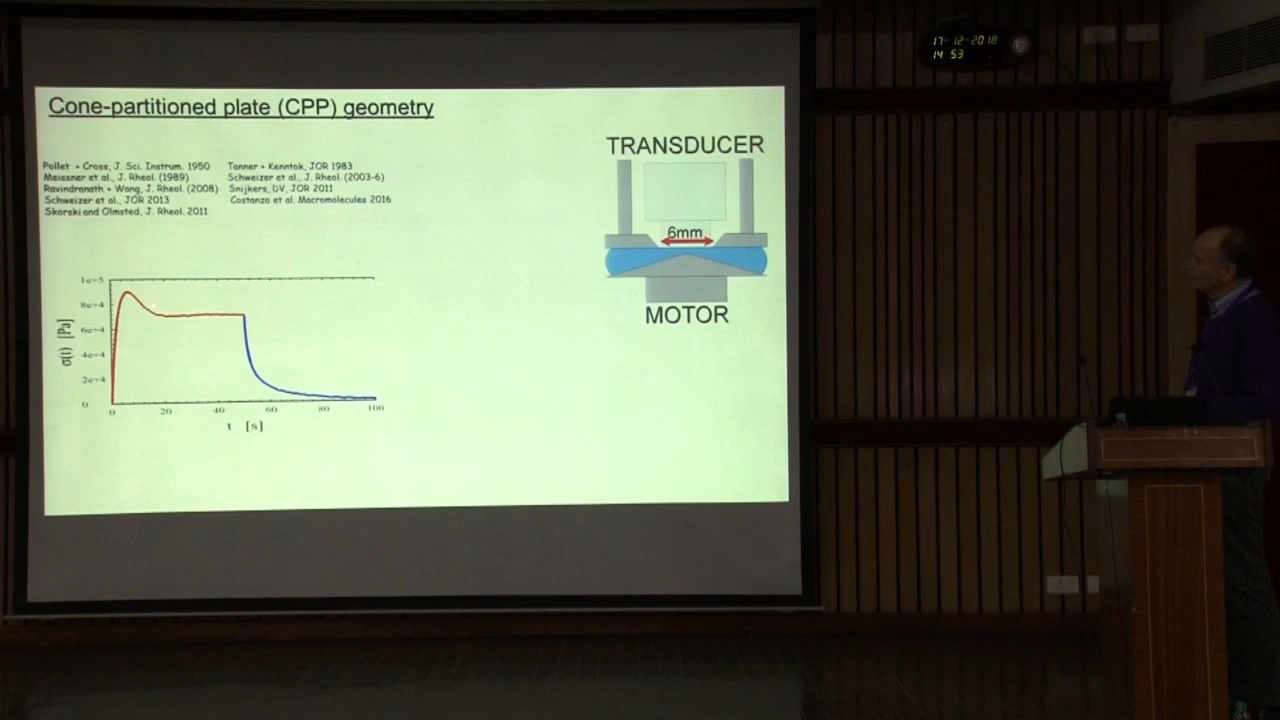 17-12-2018
14 53
Cone-partitioned plate (CPP) geometry
Pollet + Cross, J. Sci. Instrum. 1950
Meissner et al., J. Rheol. (1989)
Ravindranath + Wang, J. Rheol. (2008)
Schweizer et al., JOR 2013
Skorski and Olmsted, J. Rheol. 2011
Tanner + Kenntok, JOR 1983
Schweizer et al., J. Rheol. (2003-6)
Snijkers, DV, JOR 2011
Costanzo et al. Macromolecules 2016
TRANSDUCER
6mm
MOTOR
1e+5
8e+4
6e+4
4e+4
2e+4
0
σ(t) [Pa]
0 20 40 60 80 100
t [s]